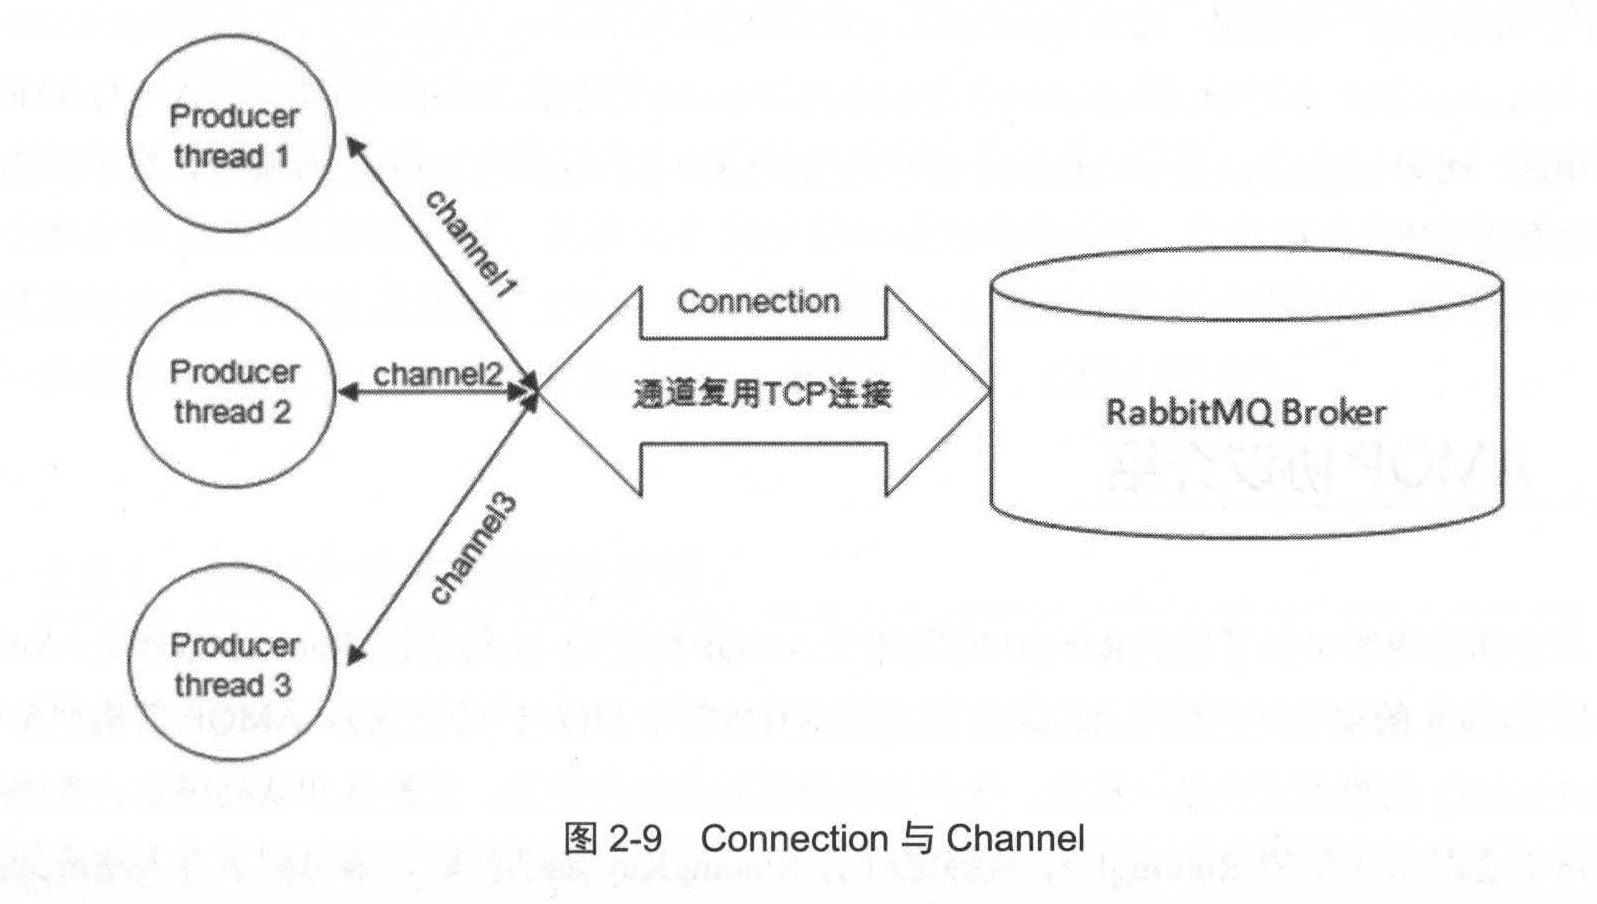 Producer
thread 1
channel1
Connection
Producer
thread 2
channel2
通道复用TCP连接
RabbitMQ Broker
channel3
Producer
thread 3
图 2-9 Connection 与 Channel